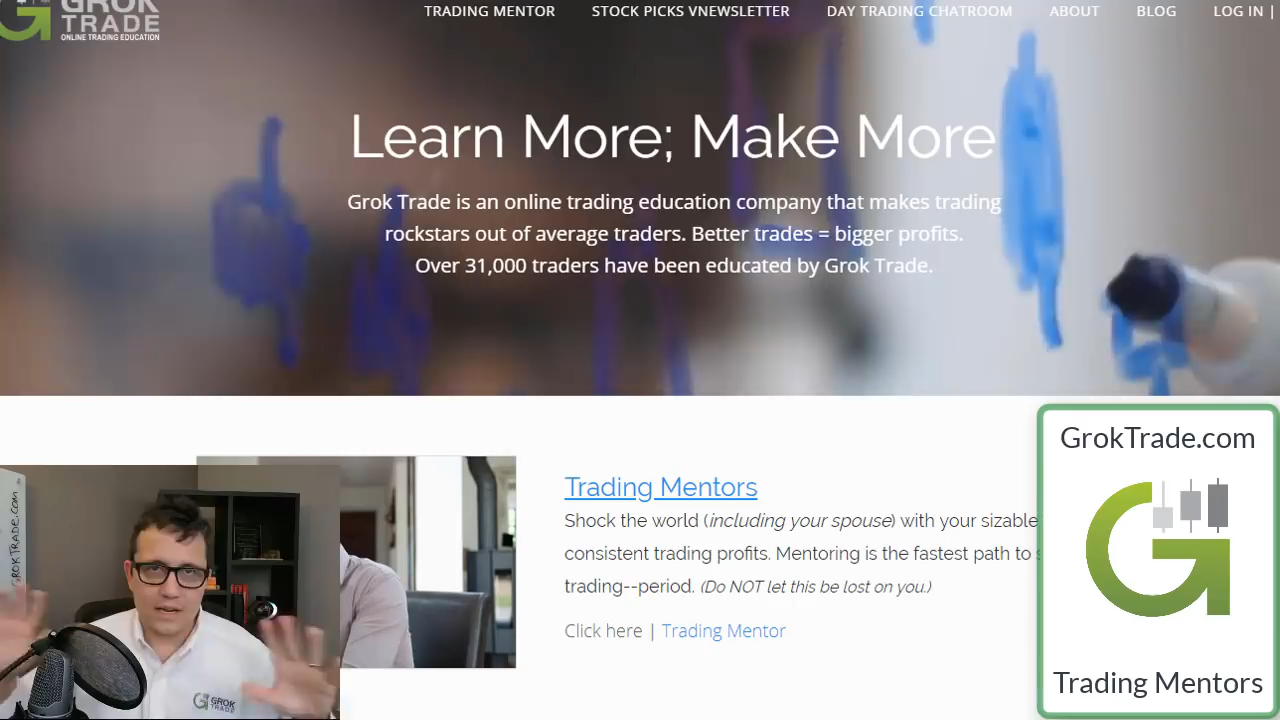 GROK
TRADE
ONLINE TRADING EDUCATION
TRADING MENTOR STOCK PICKS VNEWSLETTER DAY TRADING CHATROOM ABOUT BLOG LOG IN |
Learn More; Make More
Grok Trade is an online trading education company that makes trading
rockstars out of average traders. Better trades = bigger profits.
Over 31,000 traders have been educated by Grok Trade.
Trading Mentors
Shock the world (including your spouse) with your sizable
consistent trading profits. Mentoring is the fastest path to
trading--period. (Do NOT let this be lost on you.)
Click here | Trading Mentor
GrokTrade.com
Trading Mentors
GROKTRADE.com
GROK
TRADE